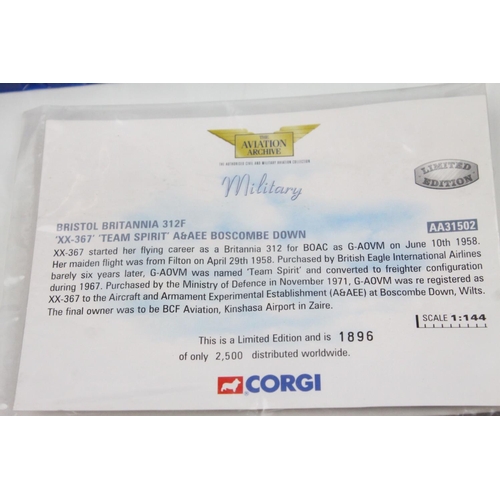 THE
AVIATION
ARCHIVE
THE AUTHORISED CIVIL AND MILITARY AVIATION COLLECTION
Military
LIMITED
EDITION
BRISTOL BRITANNIA 312F
'XX-367' 'TEAM SPIRIT' A&AEE BOSCOMBE DOWN
AA31502
XX-367 started her flying career as a Britannia 312 for BOAC as G-AOVM on June 10th 1958.
Her maiden flight was from Filton on April 29th 1958. Purchased by British Eagle International Airlines
barely six years later, G-AOVM was named 'Team Spirit' and converted to freighter configuration
during 1967. Purchased by the Ministry of Defence in November 1971, G-AOVM was re registered as
XX-367 to the Aircraft and Armament Experimental Establishment (A&AEE) at Boscombe Down, Wilts.
The final owner was to be BCF Aviation, Kinshasa Airport in Zaire.
SCALE 1:144
This is a Limited Edition and is 1896
of only 2,500 distributed worldwide.
CORGI